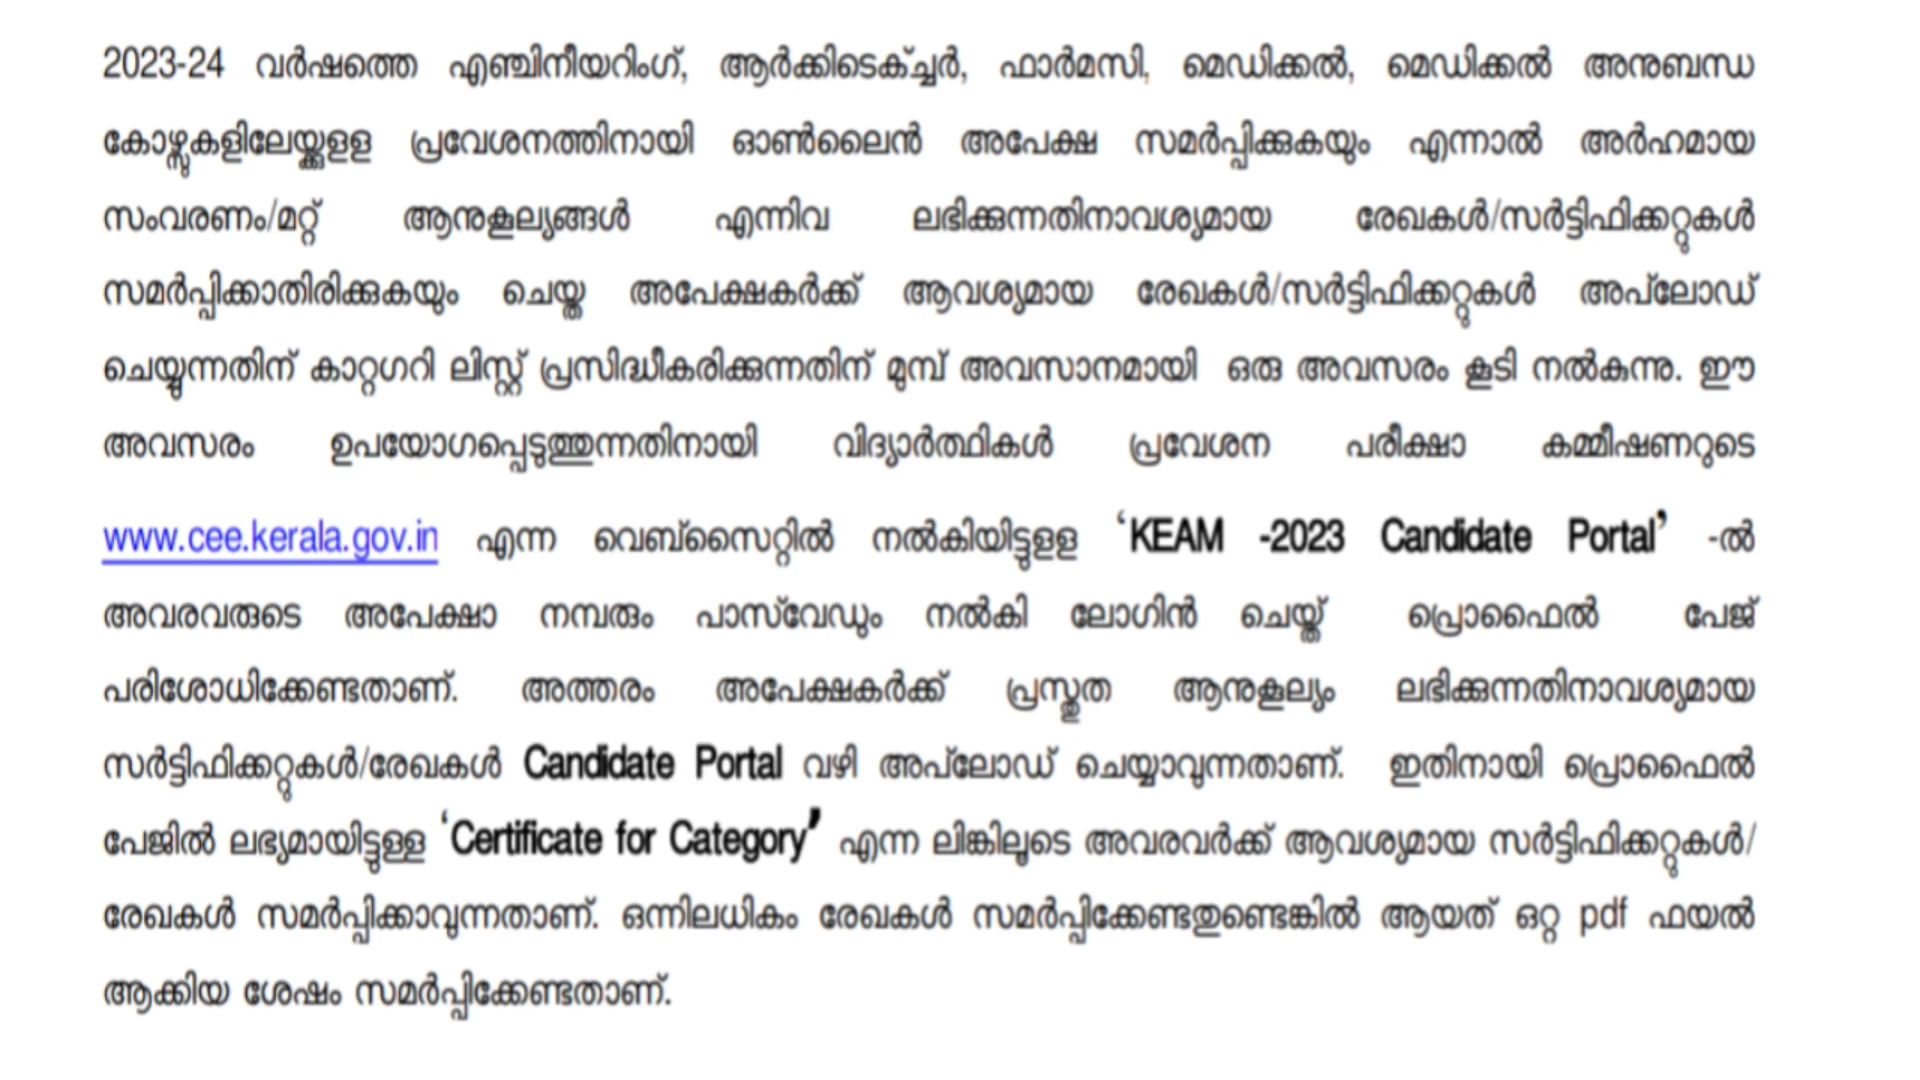 2023-24 വർഷത്തെ എഞ്ചിനീയറിംഗ്, ആർക്കിടെക്ച്ചർ, ഫാർമസി, മെഡിക്കൽ, മെഡിക്കൽ അനുബന്ധ
കോഴ്സുകളിലേയ്ക്കുളള പ്രവേശനത്തിനായി ഓൺലൈൻ അപേക്ഷ സമർപ്പിക്കുകയും എന്നാൽ അർഹമായ
സംവരണം/മറ്റ് ആനുകൂല്യങ്ങൾ എന്നിവ ലഭിക്കുന്നതിനാവശ്യമായ രേഖകൾ/സർട്ടിഫിക്കറ്റുകൾ
സമർപ്പിക്കാതിരിക്കുകയും ചെയ്ത അപേക്ഷകർക്ക് ആവശ്യമായ രേഖകൾ/സർട്ടിഫിക്കറ്റുകൾ അപ്‌ലോഡ്
ചെയ്യുന്നതിന് കാറ്റഗറി ലിസ്റ്റ് പ്രസിദ്ധീകരിക്കുന്നതിന് മുമ്പ് അവസാനമായി ഒരു അവസരം കൂടി നൽകുന്നു. ഈ
അവസരം ഉപയോഗപ്പെടുത്തുന്നതിനായി വിദ്യാർത്ഥികൾ പ്രവേശന പരീക്ഷാ കമ്മീഷണറുടെ
www.cee.kerala.gov.in എന്ന വെബ്സൈറ്റിൽ നൽകിയിട്ടുളള ‘KEAM -2023 Candidate Portal’ -ൽ
അവരവരുടെ അപേക്ഷാ നമ്പരും പാസ്‌വേഡും നൽകി ലോഗിൻ ചെയ്ത് പ്രൊഫൈൽ പേജ്
പരിശോധിക്കേണ്ടതാണ്. അത്തരം അപേക്ഷകർക്ക് പ്രസ്തുത ആനുകൂല്യം ലഭിക്കുന്നതിനാവശ്യമായ
സർട്ടിഫിക്കറ്റുകൾ/രേഖകൾ Candidate Portal വഴി അപ്‌ലോഡ് ചെയ്യാവുന്നതാണ്. ഇതിനായി പ്രൊഫൈൽ
പേജിൽ ലഭ്യമായിട്ടുള്ള ‘Certificate for Category’ എന്ന ലിങ്കിലൂടെ അവരവർക്ക് ആവശ്യമായ സർട്ടിഫിക്കറ്റുകൾ/
രേഖകൾ സമർപ്പിക്കാവുന്നതാണ്. ഒന്നിലധികം രേഖകൾ സമർപ്പിക്കേണ്ടതുണ്ടെങ്കിൽ ആയത് ഒറ്റ pdf ഫയൽ
ആക്കിയ ശേഷം സമർപ്പിക്കേണ്ടതാണ്.